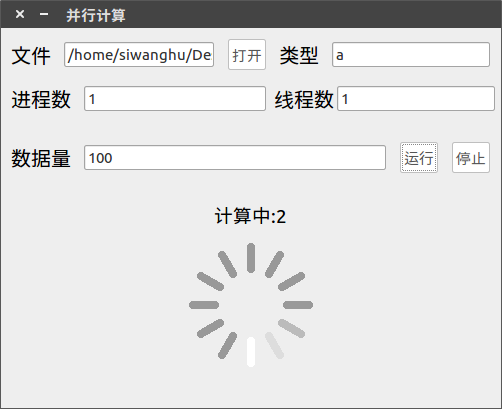 并行计算
文件 /home/siwanghu/De 打开 类型 a
进程数 1 线程数 1
数据量 100 运行 停止
计算中:2